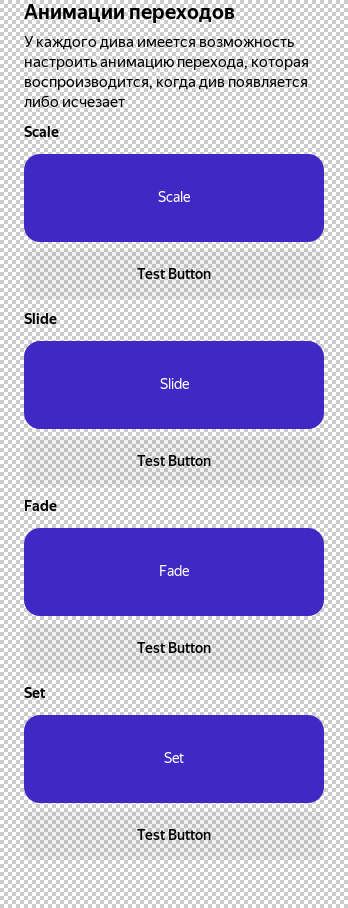 Анимации переходов
У каждого дива имеется возможность
настроить анимацию перехода, которая
воспроизводится, когда див появляется
либо исчезает
Scale
Scale
Test Button
Slide
Slide
Test Button
Fade
Fade
Test Button
Set
Set
Test Button